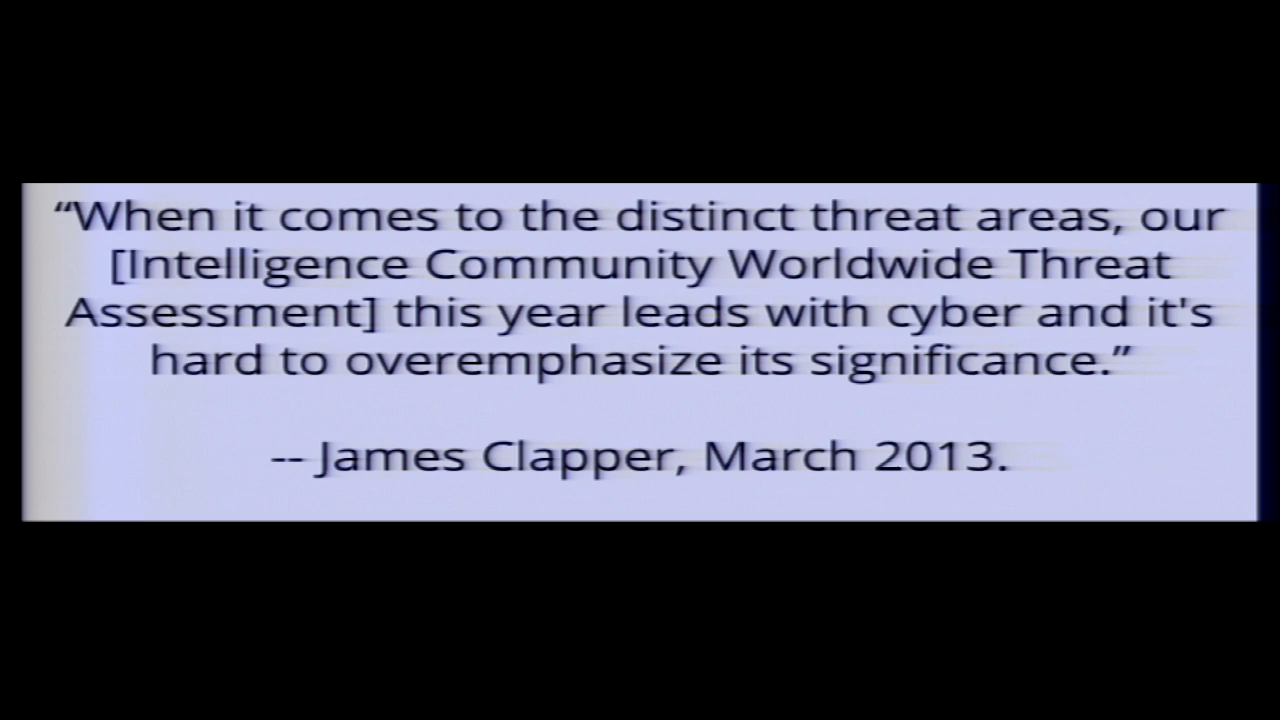 “When it comes to the distinct threat areas, our
[Intelligence Community Worldwide Threat
Assessment] this year leads with cyber and it's
hard to overemphasize its significance.”
-- James Clapper, March 2013.